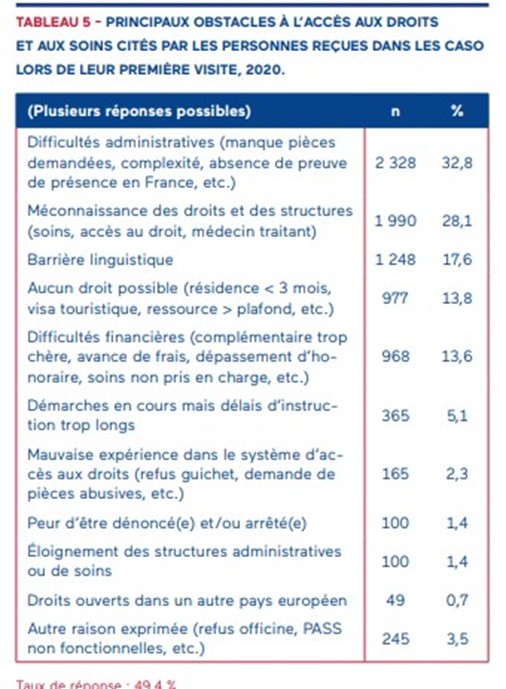 TABLEAU 5 - PRINCIPAUX OBSTACLES À L'ACCÈS AUX DROITS
ET AUX SOINS CITÉS PAR LES PERSONNES REÇUES DANS LES CASO
LORS DE LEUR PREMIÈRE VISITE, 2020.
(Plusieurs réponses possibles) n %
Difficultés administratives (manque pièces
demandées, complexité, absence de preuve 2 328 32,8
de présence en France, etc.)
Méconnaissance des droits et des structures
(soins, accès au droit, médecin traitant) 1 990 28,1
Barrière linguistique 1 248 17,6
Aucun droit possible (résidence < 3 mois,
visa touristique, ressource > plafond, etc.) 977 13,8
Difficultés financières (complémentaire trop
chère, avance de frais, dépassement d'ho- 968 13,6
noraire, soins non pris en charge, etc.)
Démarches en cours mais délais d'instruc- 365 5,1
tion trop longs
Mauvaise expérience dans le système d'ac-
cès aux droits (refus guichet, demande de 165 2,3
pièces abusives, etc.)
Peur d'être dénoncé(e) et/ou arrêté(e) 100 1,4
Éloignement des structures administratives 100 1,4
ou de soins
Droits ouverts dans un autre pays européen 49 0,7
Autre raison exprimée (refus officine, PASS 245 3,5
non fonctionnelles, etc.)
Taux de réponse : 49,4 %